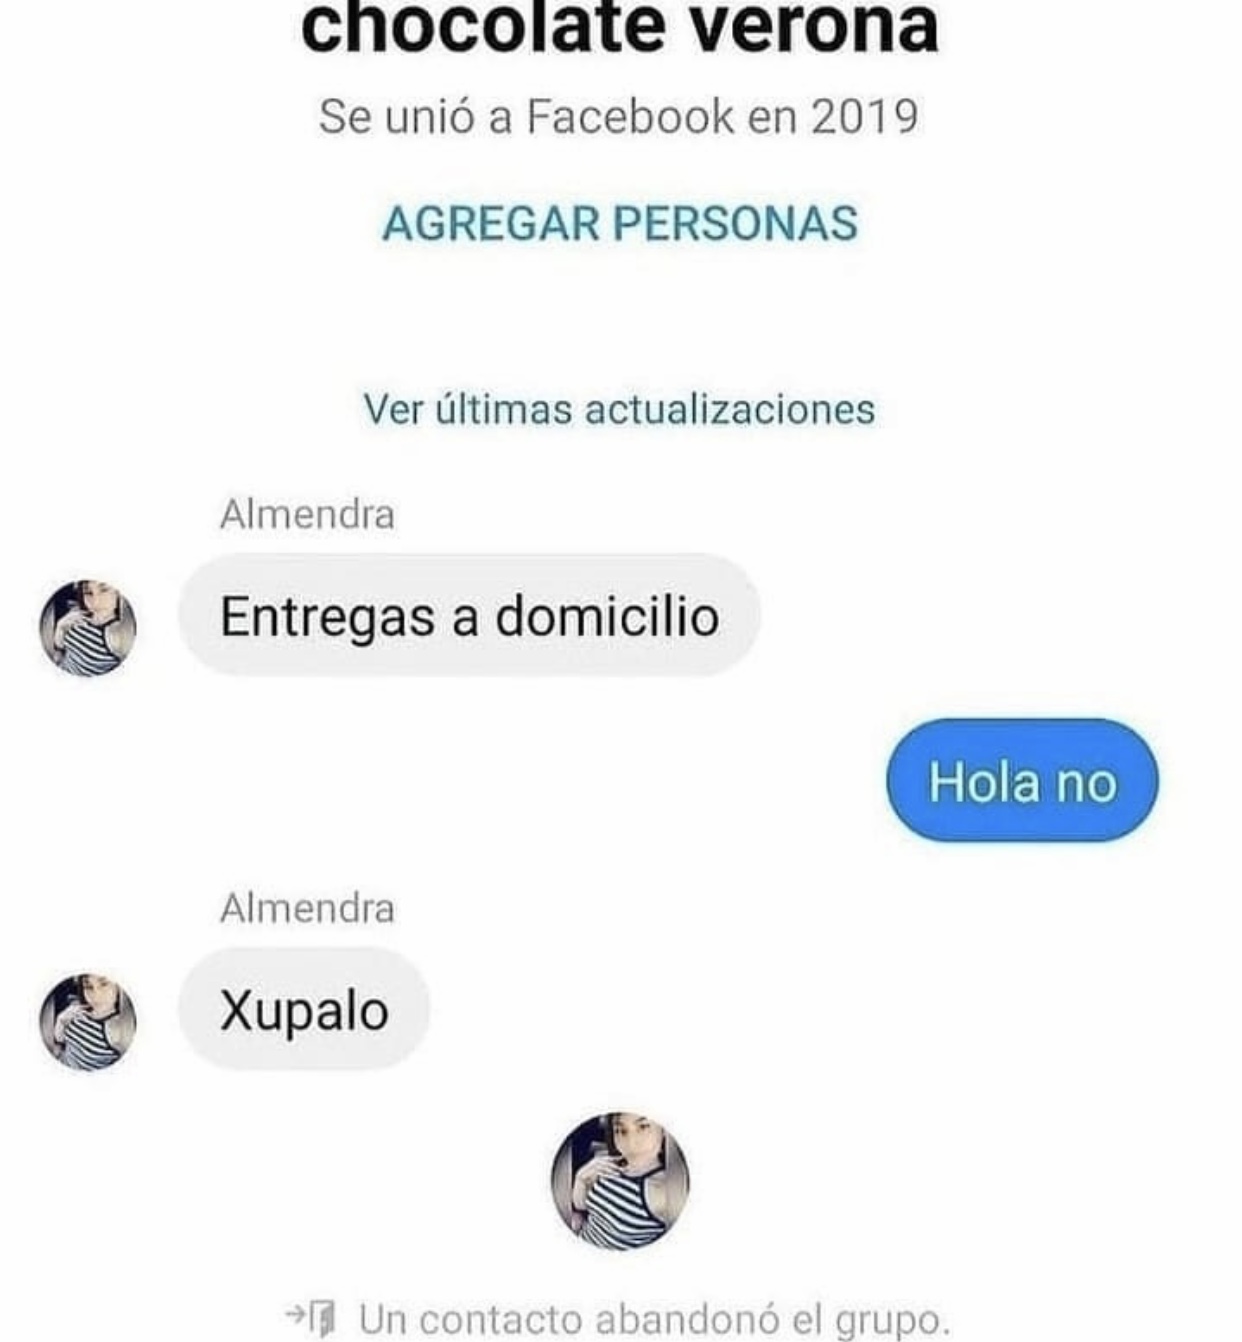 chocolate verona
Se unió a Facebook en 2019
AGREGAR PERSONAS
Ver últimas actualizaciones
Almendra
Entregas a domicilio
Hola no
Almendra
Xupalo
Un contacto abandonó el grupo.